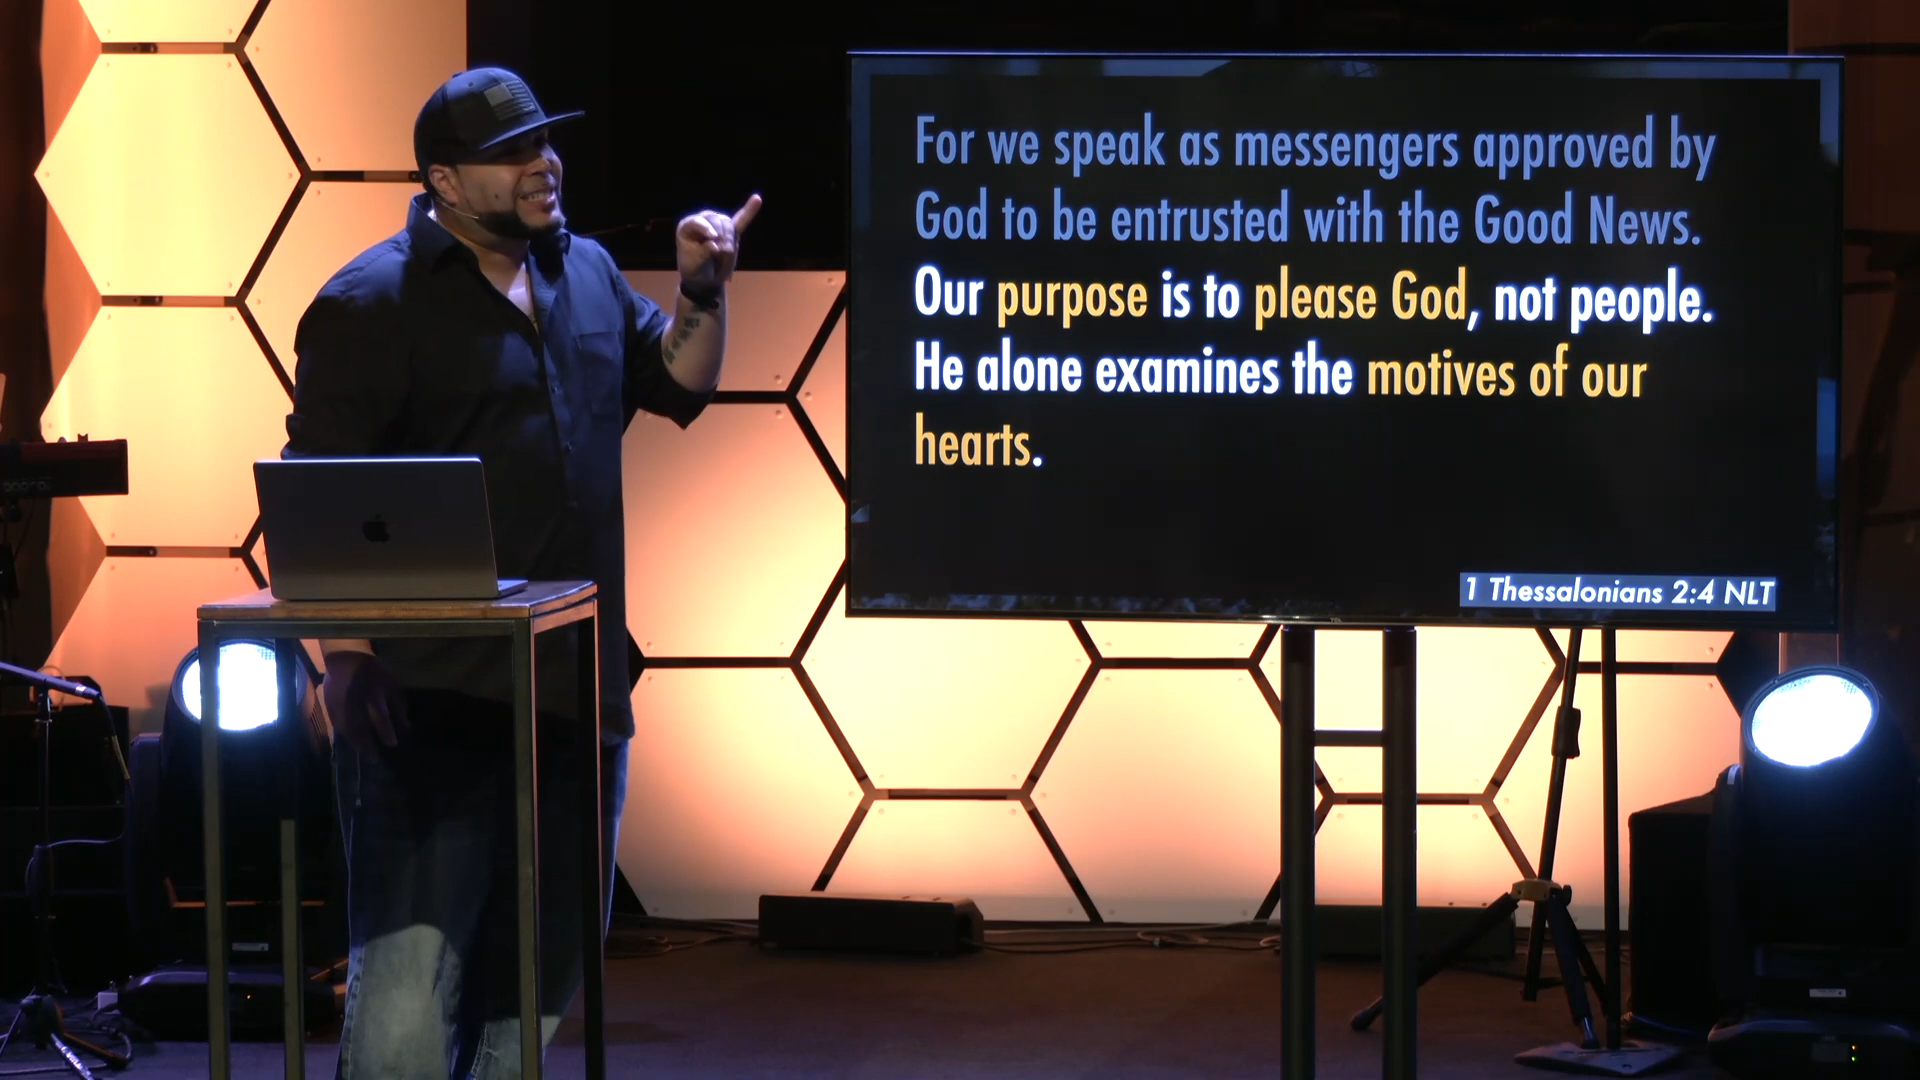 For we speak as messengers approved by
God to be entrusted with the Good News.
Our purpose is to please God, not people.
He alone examines the motives of our
hearts.
1 Thessalonians 2:4 NLT